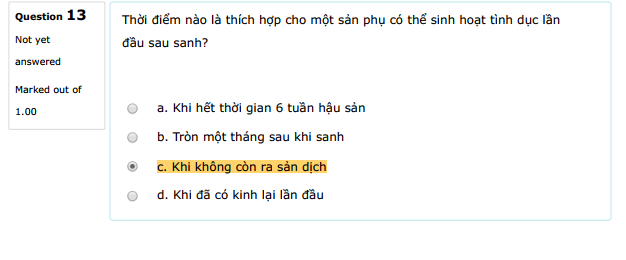 Question 13
Not yet
answered
Marked out of
1.00
Thời điểm nào là thích hợp cho một sản phụ có thể sinh hoạt tình dục lần
đầu sau sanh?
a. Khi hết thời gian 6 tuần hậu sản
b. Tròn một tháng sau khi sanh
c. Khi không còn ra sản dịch
d. Khi đã có kinh lại lần đầu